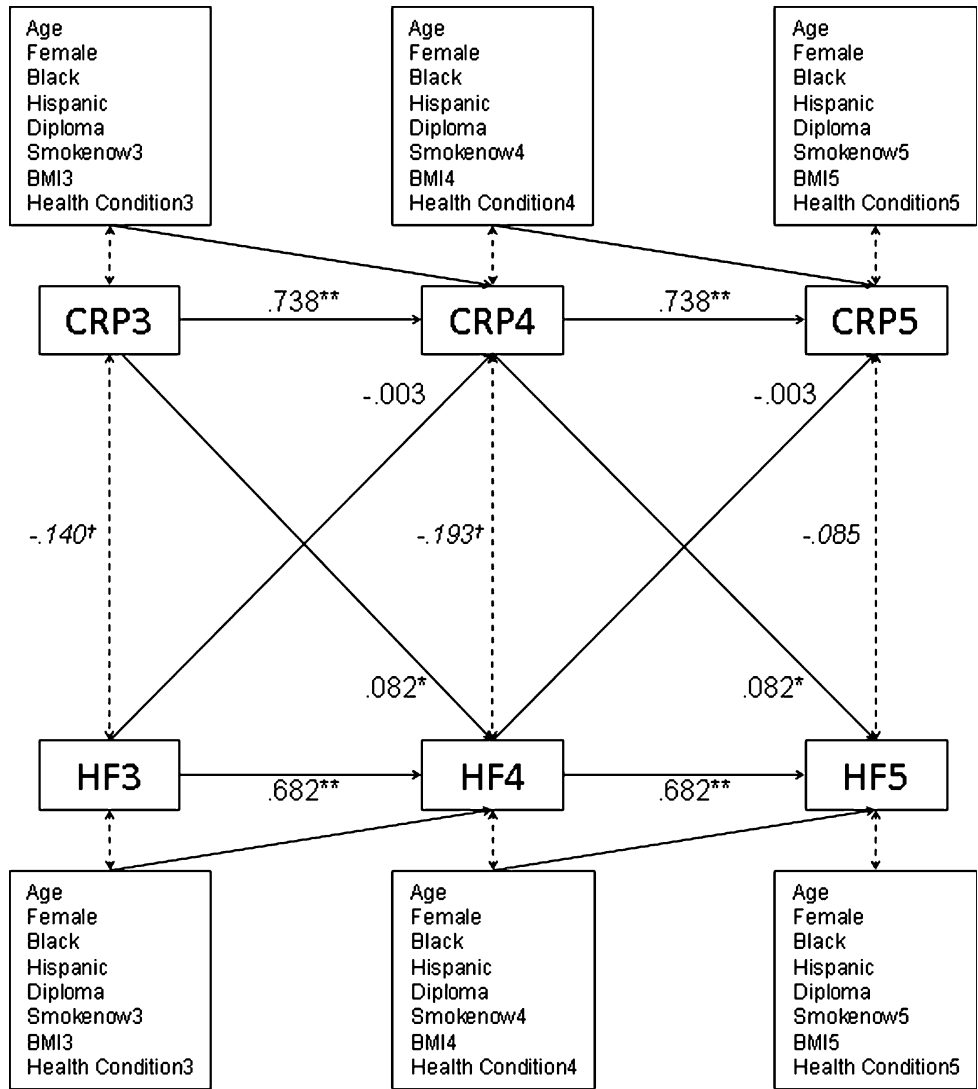 Age
Female
Black
Hispanic
Diploma
Smokenow3
BMI3
Health Condition3
Age
Female
Black
Hispanic
Diploma
Smokenow4
BMI4
Health Condition4
Age
Female
Black
Hispanic
Diploma
Smokenow5
BMI5
Health Condition5
CRP3
.738**
CRP4
.738**
CRP5
-.003
-.003
-.140†
-.193†
-.085
.082*
.082*
HF3
.682**
HF4
.682**
HF5
Age
Female
Black
Hispanic
Diploma
Smokenow3
BMI3
Health Condition3
Age
Female
Black
Hispanic
Diploma
Smokenow4
BMI4
Health Condition4
Age
Female
Black
Hispanic
Diploma
Smokenow5
BMI5
Health Condition5